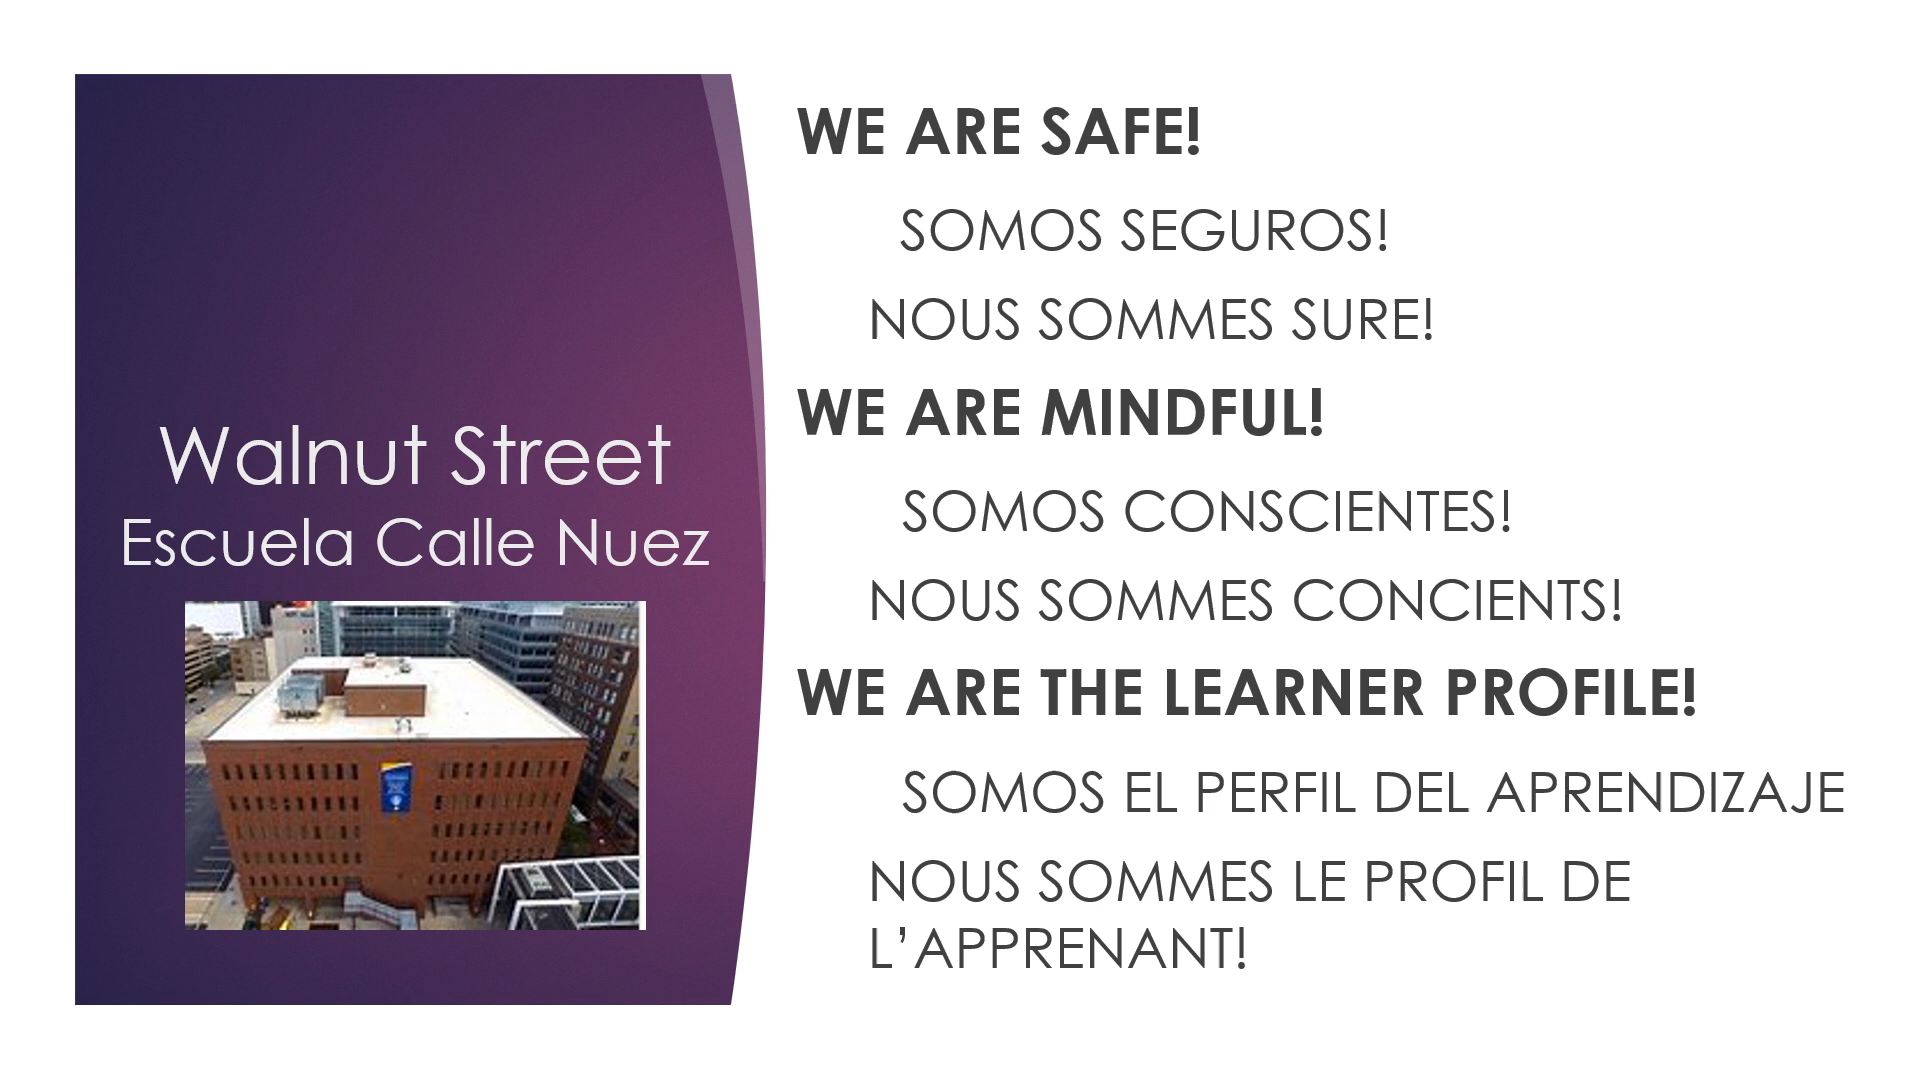 Walnut Street
Escuela Calle Nuez
WE ARE SAFE!
SOMOS SEGUROS!
NOUS SOMMES SURE!
WE ARE MINDFUL!
SOMOS CONSCIENTES!
NOUS SOMMES CONCIENTS!
WE ARE THE LEARNER PROFILE!
SOMOS EL PERFIL DEL APRENDIZAJE
NOUS SOMMES LE PROFIL DE
L’APPRENANT!